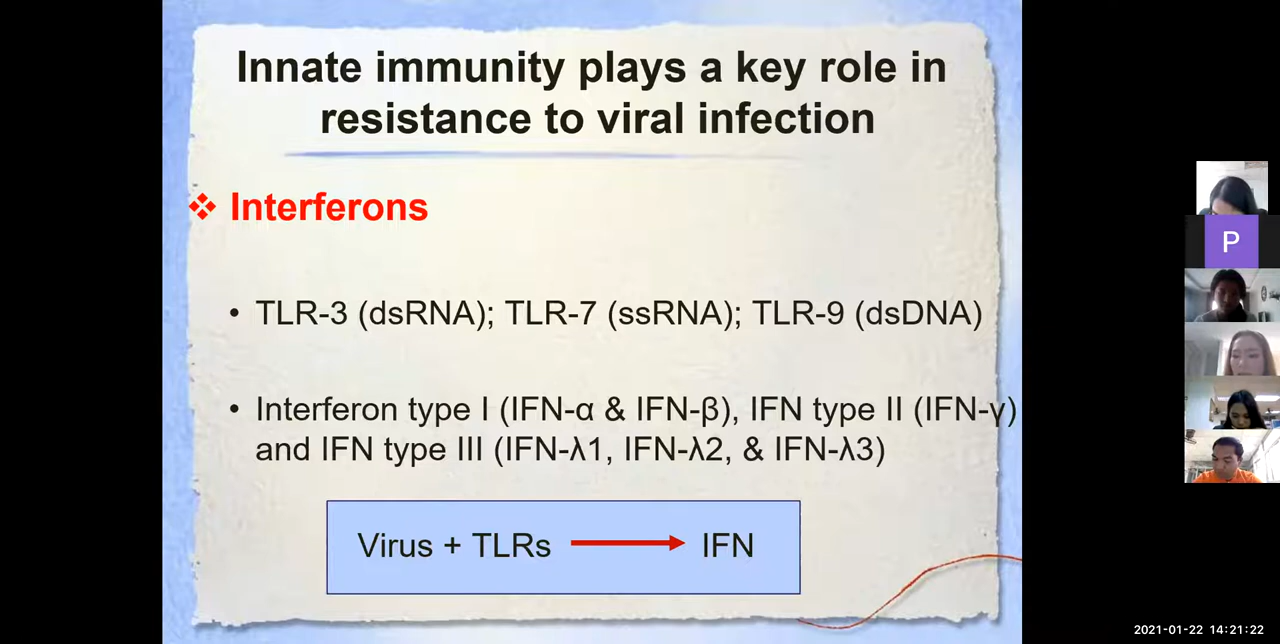 Innate immunity plays a key role in
resistance to viral infection
❖ Interferons
• TLR-3 (dsRNA); TLR-7 (ssRNA); TLR-9 (dsDNA)
• Interferon type I (IFN-α & IFN-β), IFN type II (IFN-γ)
and IFN type III (IFN-λ1, IFN-λ2, & IFN-λ3)
Virus + TLRs → IFN
P
2021-01-22 14:21:22